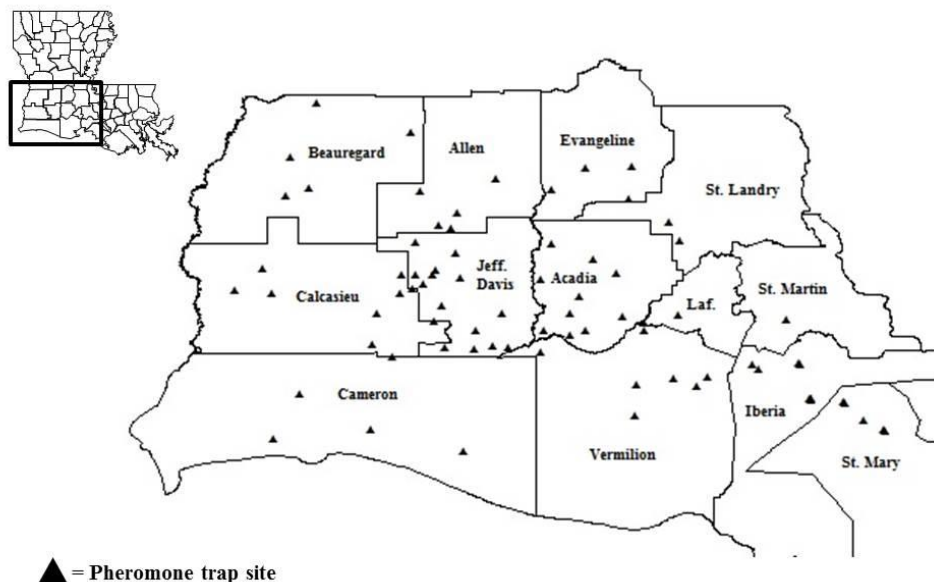 Beauregard
Allen
Evangeline
St. Landry
Calcasieu
Jeff.
Davis
Acadia
Laf.
St. Martin
Cameron
Vermilion
Iberia
St. Mary
= Pheromone trap site